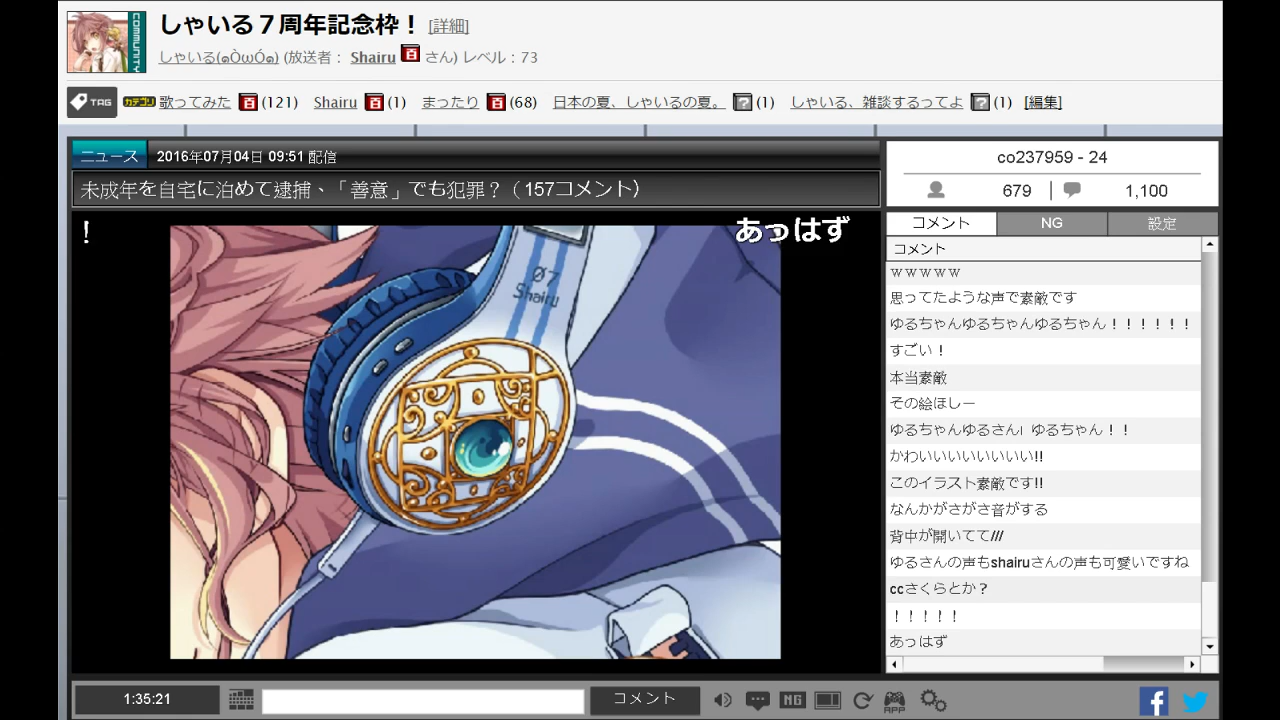 しゃいる７周年記念枠！ [詳細]
COMMUNITY
しゃいる(๑ÒωÓ๑) (放送者： Shairu 百 さん) レベル：73
TAG カテゴリ 歌ってみた 百 (121) Shairu 百 (1) まったり 百 (68) 日本の夏、しゃいるの夏。 ? (1) しゃいる、雑談するってよ ? (1) [編集]
ニュース 2016年07月04日 09:51 配信
未成年を自宅に泊めて逮捕、「善意」でも犯罪？（157コメント）
！
あっはず
07
Shairu
co237959 - 24
679 | 1,100
コメント NG 設定
コメント
ｗｗｗｗｗ
思ってたような声で素敵です
ゆるちゃんゆるちゃんゆるちゃん！！！！！！
すごい！
本当素敵
その絵ほしー
ゆるちゃんゆるさん! ゆるちゃん！！
かわいいいいいいい!!
このイラスト素敵です!!
なんかがさがさ音がする
背中が開いてて///
ゆるさんの声もshairuさんの声も可愛いですね
ccさくらとか？
！！！！！
あっはず
1:35:21 コメント NG APP